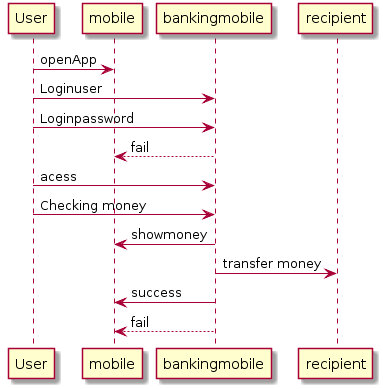 User mobile bankingmobile recipient
openApp
Loginuser
Loginpassword
fail
acess
Checking money
showmoney
transfer money
success
fail
User mobile bankingmobile recipient